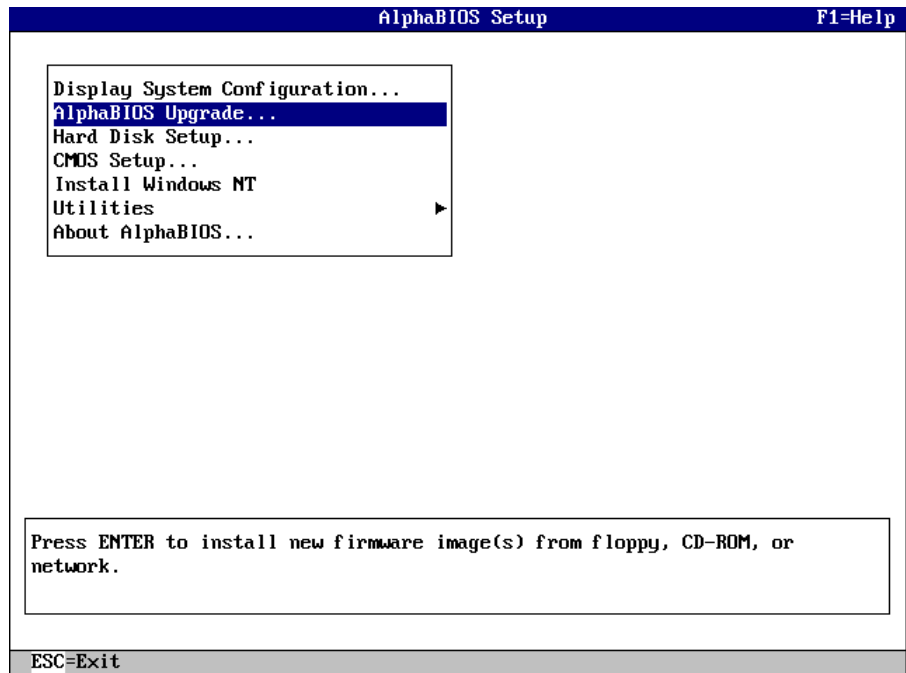 AlphaBIOS Setup F1=Help
Display System Configuration...
AlphaBIOS Upgrade...
Hard Disk Setup...
CMOS Setup...
Install Windows NT
Utilities
About AlphaBIOS...
Press ENTER to install new firmware image(s) from floppy, CD-ROM, or
network.
ESC=Exit